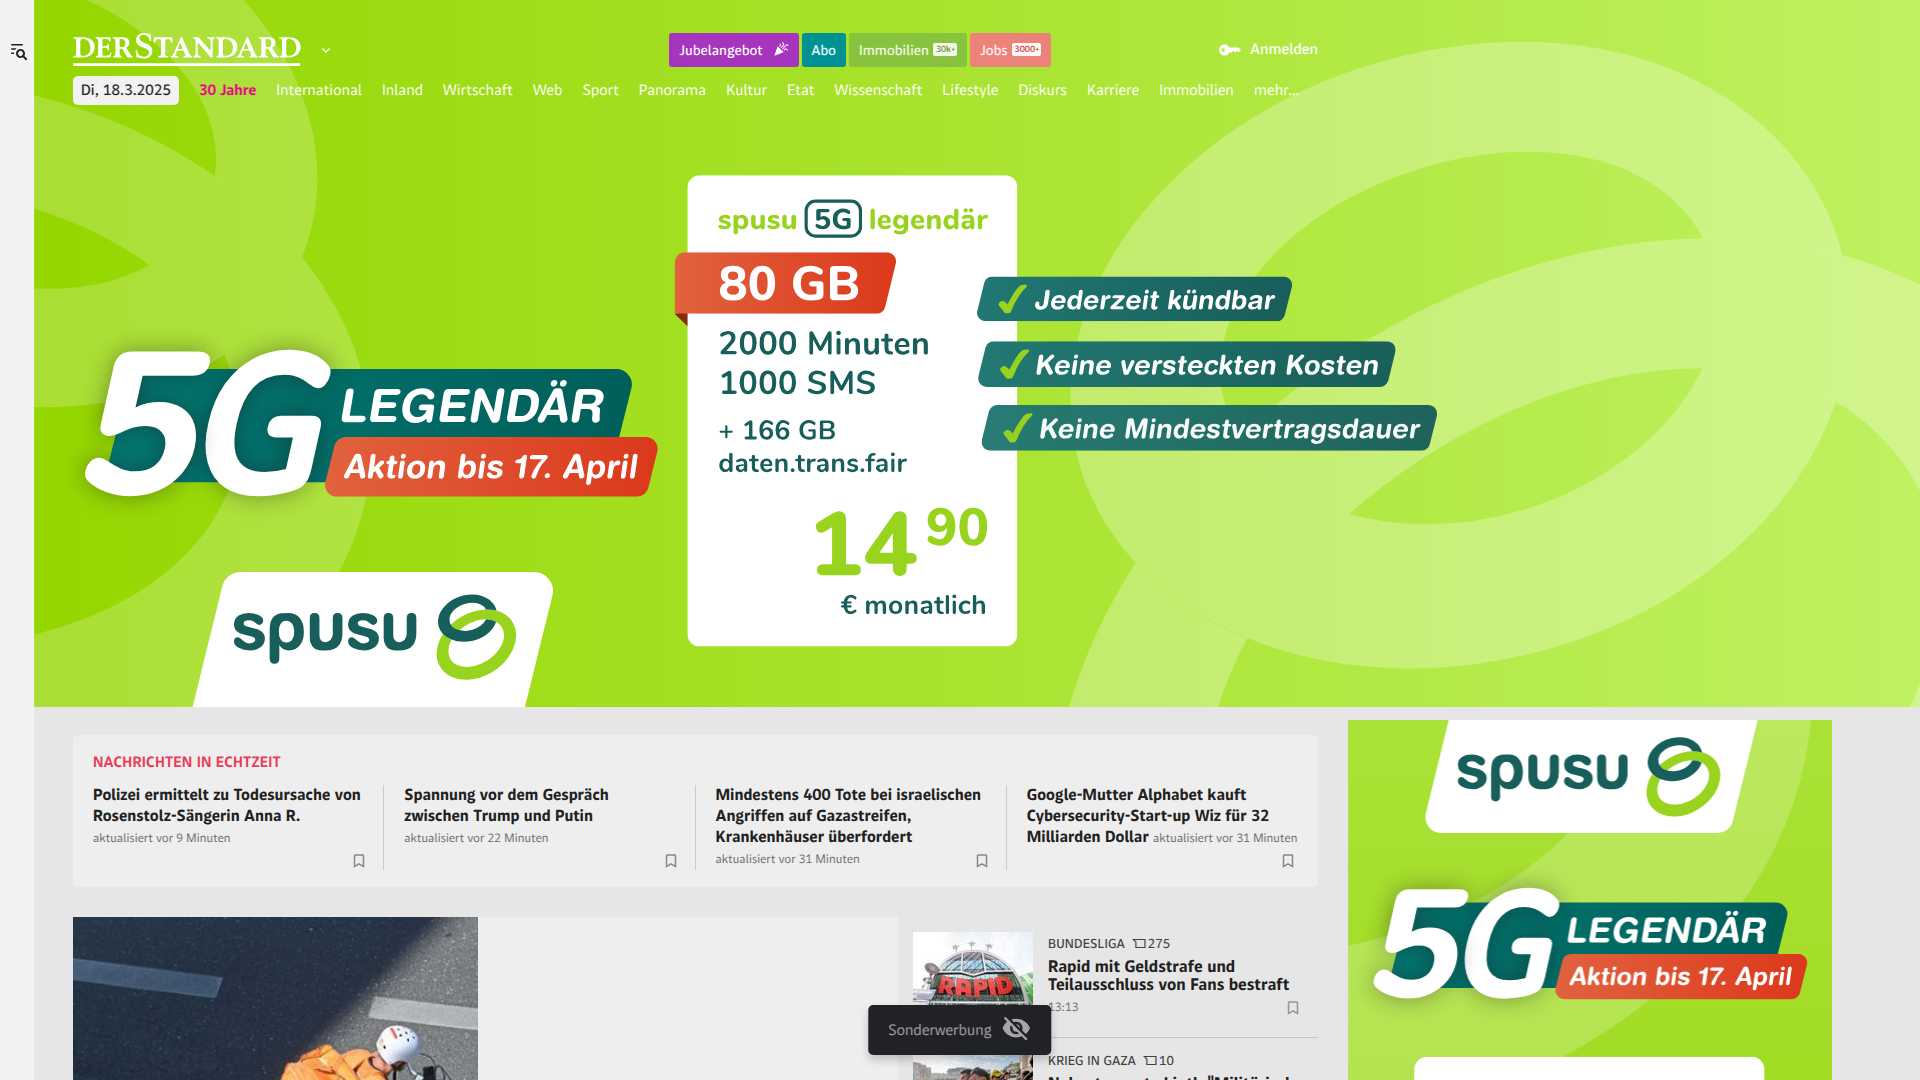 DERSTANDARD
Jubelangebot
Abo
Immobilien 30k+
Jobs 3000+
Anmelden
Di, 18.3.2025
30 Jahre
International
Inland
Wirtschaft
Web
Sport
Panorama
Kultur
Etat
Wissenschaft
Lifestyle
Diskurs
Karriere
Immobilien
mehr...
5G
LEGENDÄR
Aktion bis 17. April
spusu
spusu 5G legendär
80 GB
2000 Minuten
1000 SMS
+ 166 GB
daten.trans.fair
14 90
€ monatlich
Jederzeit kündbar
Keine versteckten Kosten
Keine Mindestvertragsdauer
NACHRICHTEN IN ECHTZEIT
Polizei ermittelt zu Todesursache von
Rosenstolz-Sängerin Anna R.
aktualisiert vor 9 Minuten
Spannung vor dem Gespräch
zwischen Trump und Putin
aktualisiert vor 22 Minuten
Mindestens 400 Tote bei israelischen
Angriffen auf Gazastreifen,
Krankenhäuser überfordert
aktualisiert vor 31 Minuten
Google-Mutter Alphabet kauft
Cybersecurity-Start-up Wiz für 32
Milliarden Dollar aktualisiert vor 31 Minuten
RAPID
BUNDESLIGA 275
Rapid mit Geldstrafe und
Teilausschluss von Fans bestraft
13:13
Sonderwerbung
KRIEG IN GAZA 10
spusu
5G
LEGENDÄR
Aktion bis 17. April